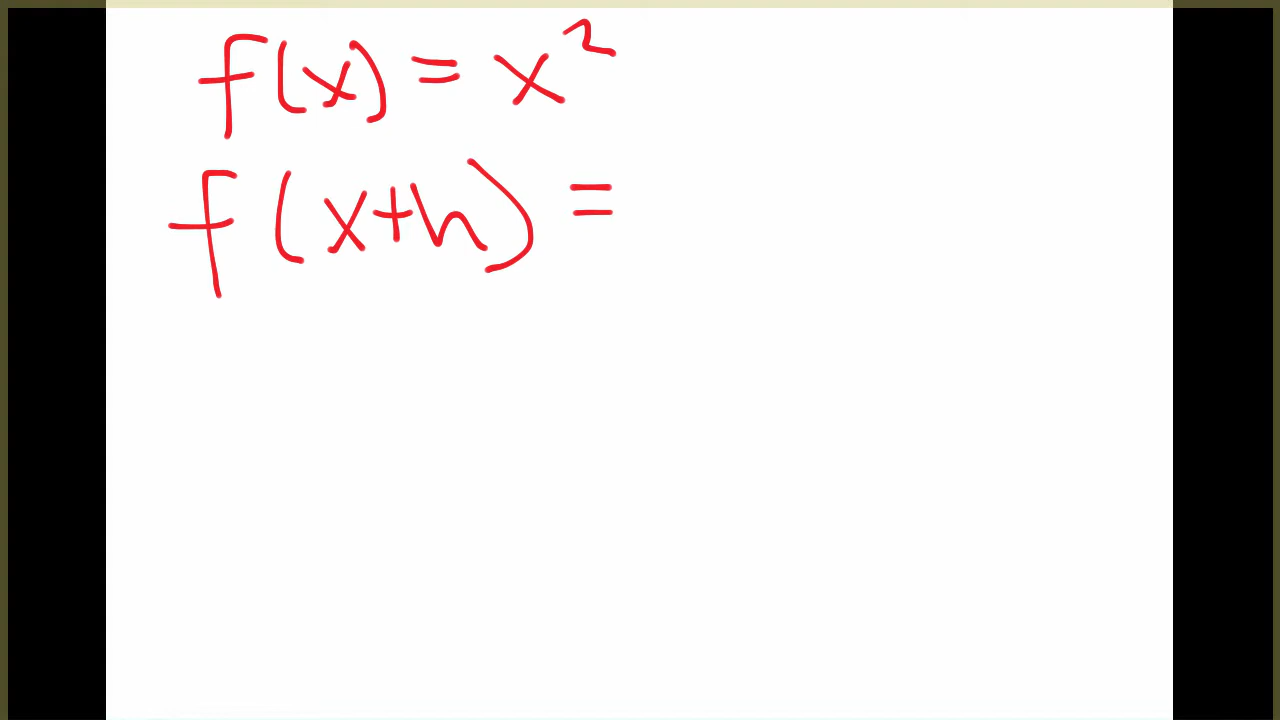 f(x) = x²
f(x+h) =